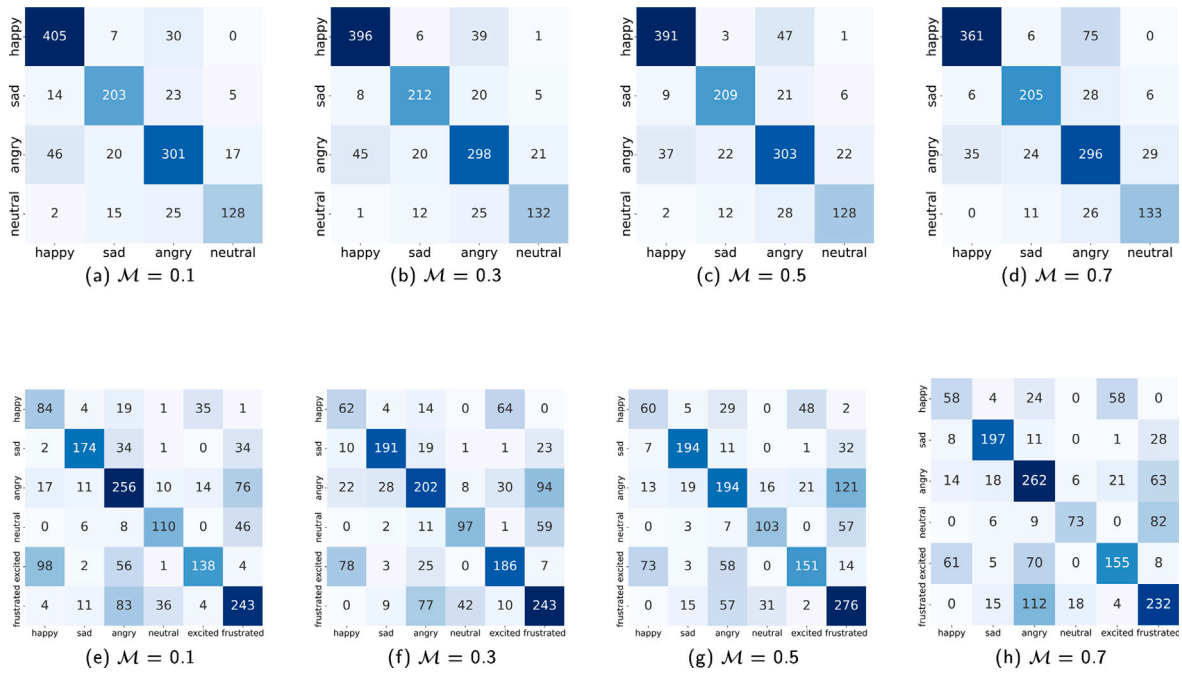 happy 405 7 30 0
sad 14 203 23 5
angry 46 20 301 17
neutral 2 15 25 128
happy sad angry neutral
(a) ℳ = 0.1
happy 396 6 39 1
sad 8 212 20 5
angry 45 20 298 21
neutral 1 12 25 132
happy sad angry neutral
(b) ℳ = 0.3
happy 391 3 47 1
sad 9 209 21 6
angry 37 22 303 22
neutral 2 12 28 128
happy sad angry neutral
(c) ℳ = 0.5
happy 361 6 75 0
sad 6 205 28 6
angry 35 24 296 29
neutral 0 11 26 133
happy sad angry neutral
(d) ℳ = 0.7
happy 84 4 19 1 35 1
sad 2 174 34 1 0 34
angry 17 11 256 10 14 76
neutral 0 6 8 110 0 46
excited 98 2 56 1 138 4
frustrated 4 11 83 36 4 243
happy sad angry neutral excited frustrated
(e) ℳ = 0.1
happy 62 4 14 0 64 0
sad 10 191 19 1 1 23
angry 22 28 202 8 30 94
neutral 0 2 11 97 1 59
excited 78 3 25 0 186 7
frustrated 0 9 77 42 10 243
happy sad angry neutral excited frustrated
(f) ℳ = 0.3
happy 60 5 29 0 48 2
sad 7 194 11 0 1 32
angry 13 19 194 16 21 121
neutral 0 3 7 103 0 57
excited 73 3 58 0 151 14
frustrated 0 15 57 31 2 276
happy sad angry neutral excited frustrated
(g) ℳ = 0.5
happy 58 4 24 0 58 0
sad 8 197 11 0 1 28
angry 14 18 262 6 21 63
neutral 0 6 9 73 0 82
excited 61 5 70 0 155 8
frustrated 0 15 112 18 4 232
happy sad angry neutral excited frustrated
(h) ℳ = 0.7